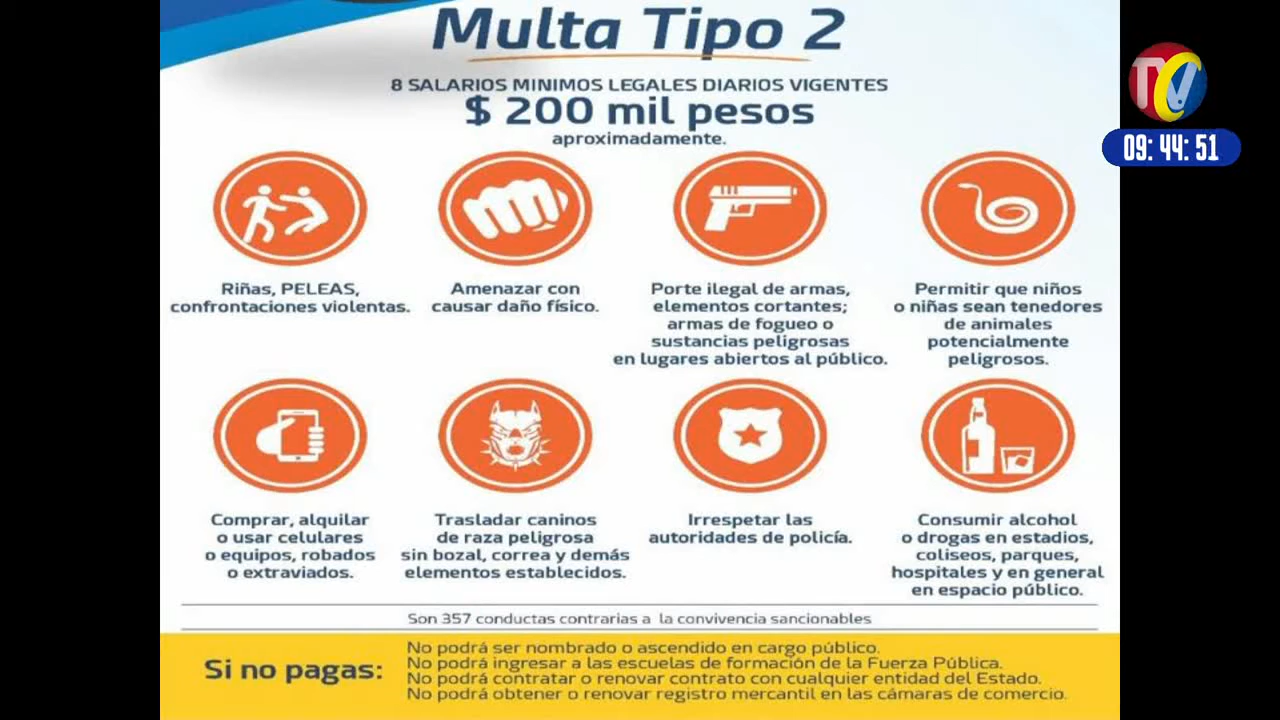 Multa Tipo 2
8 SALARIOS MINIMOS LEGALES DIARIOS VIGENTES
$ 200 mil pesos
aproximadamente.
TCV
09: 44: 51
Riñas, PELEAS,
confrontaciones violentas.
Amenazar con
causar daño físico.
Porte ilegal de armas,
elementos cortantes;
armas de fogueo o
sustancias peligrosas
en lugares abiertos al público.
Permitir que niños
o niñas sean tenedores
de animales
potencialmente
peligrosos.
Comprar, alquilar
o usar celulares
o equipos, robados
o extraviados.
Trasladar caninos
de raza peligrosa
sin bozal, correa y demás
elementos establecidos.
Irrespetar las
autoridades de policía.
Consumir alcohol
o drogas en estadios,
coliseos, parques,
hospitales y en general
en espacio público.
Son 357 conductas contrarias a la convivencia sancionables
Si no pagas:
No podrá ser nombrado o ascendido en cargo público.
No podrá ingresar a las escuelas de formación de la Fuerza Pública.
No podrá contratar o renovar contrato con cualquier entidad del Estado.
No podrá obtener o renovar registro mercantil en las cámaras de comercio.